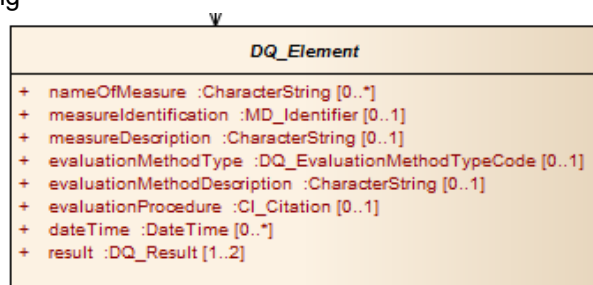 ng
DQ_Element
+ nameOfMeasure :CharacterString [0..*]
+ measureIdentification :MD_Identifier [0..1]
+ measureDescription :CharacterString [0..1]
+ evaluationMethodType :DQ_EvaluationMethodTypeCode [0..1]
+ evaluationMethodDescription :CharacterString [0..1]
+ evaluationProcedure :CI_Citation [0..1]
+ dateTime :DateTime [0..*]
+ result :DQ_Result [1..2]